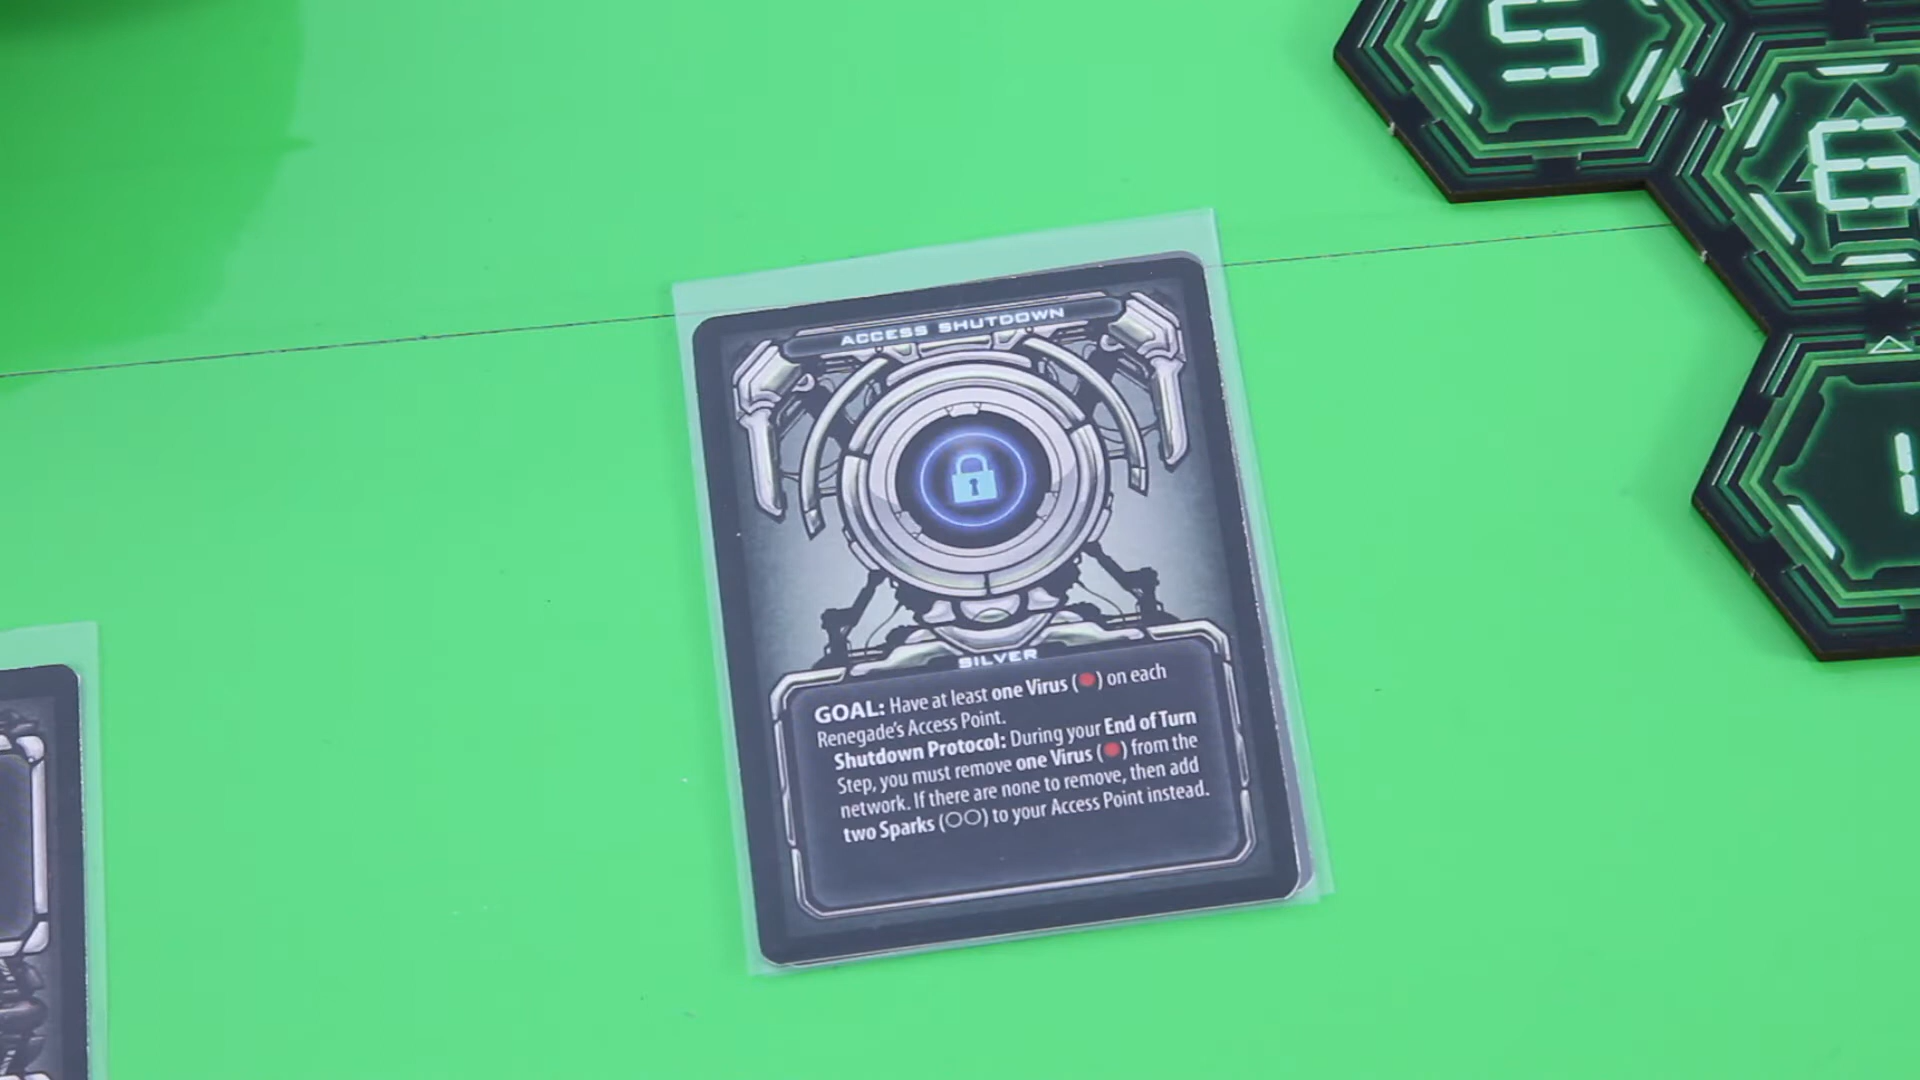 5
6
1
ACCESS SHUTDOWN
SILVER
GOAL: Have at least one Virus (●) on each
Renegade's Access Point.
Shutdown Protocol: During your End of Turn
Step, you must remove one Virus (●) from the
network. If there are none to remove, then add
two Sparks (○○) to your Access Point instead.